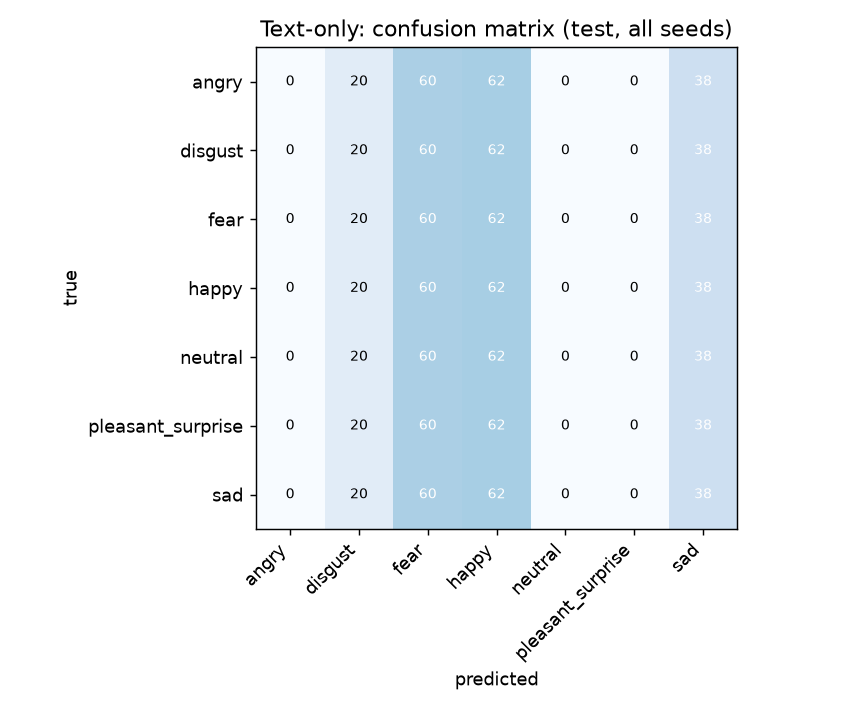 Text-only: confusion matrix (test, all seeds)
angry 0 20 60 62 0 0 38
disgust 0 20 60 62 0 0 38
fear 0 20 60 62 0 0 38
true
happy 0 20 60 62 0 0 38
neutral 0 20 60 62 0 0 38
pleasant_surprise 0 20 60 62 0 0 38
sad 0 20 60 62 0 0 38
angry disgust fear happy neutral pleasant_surprise sad
predicted